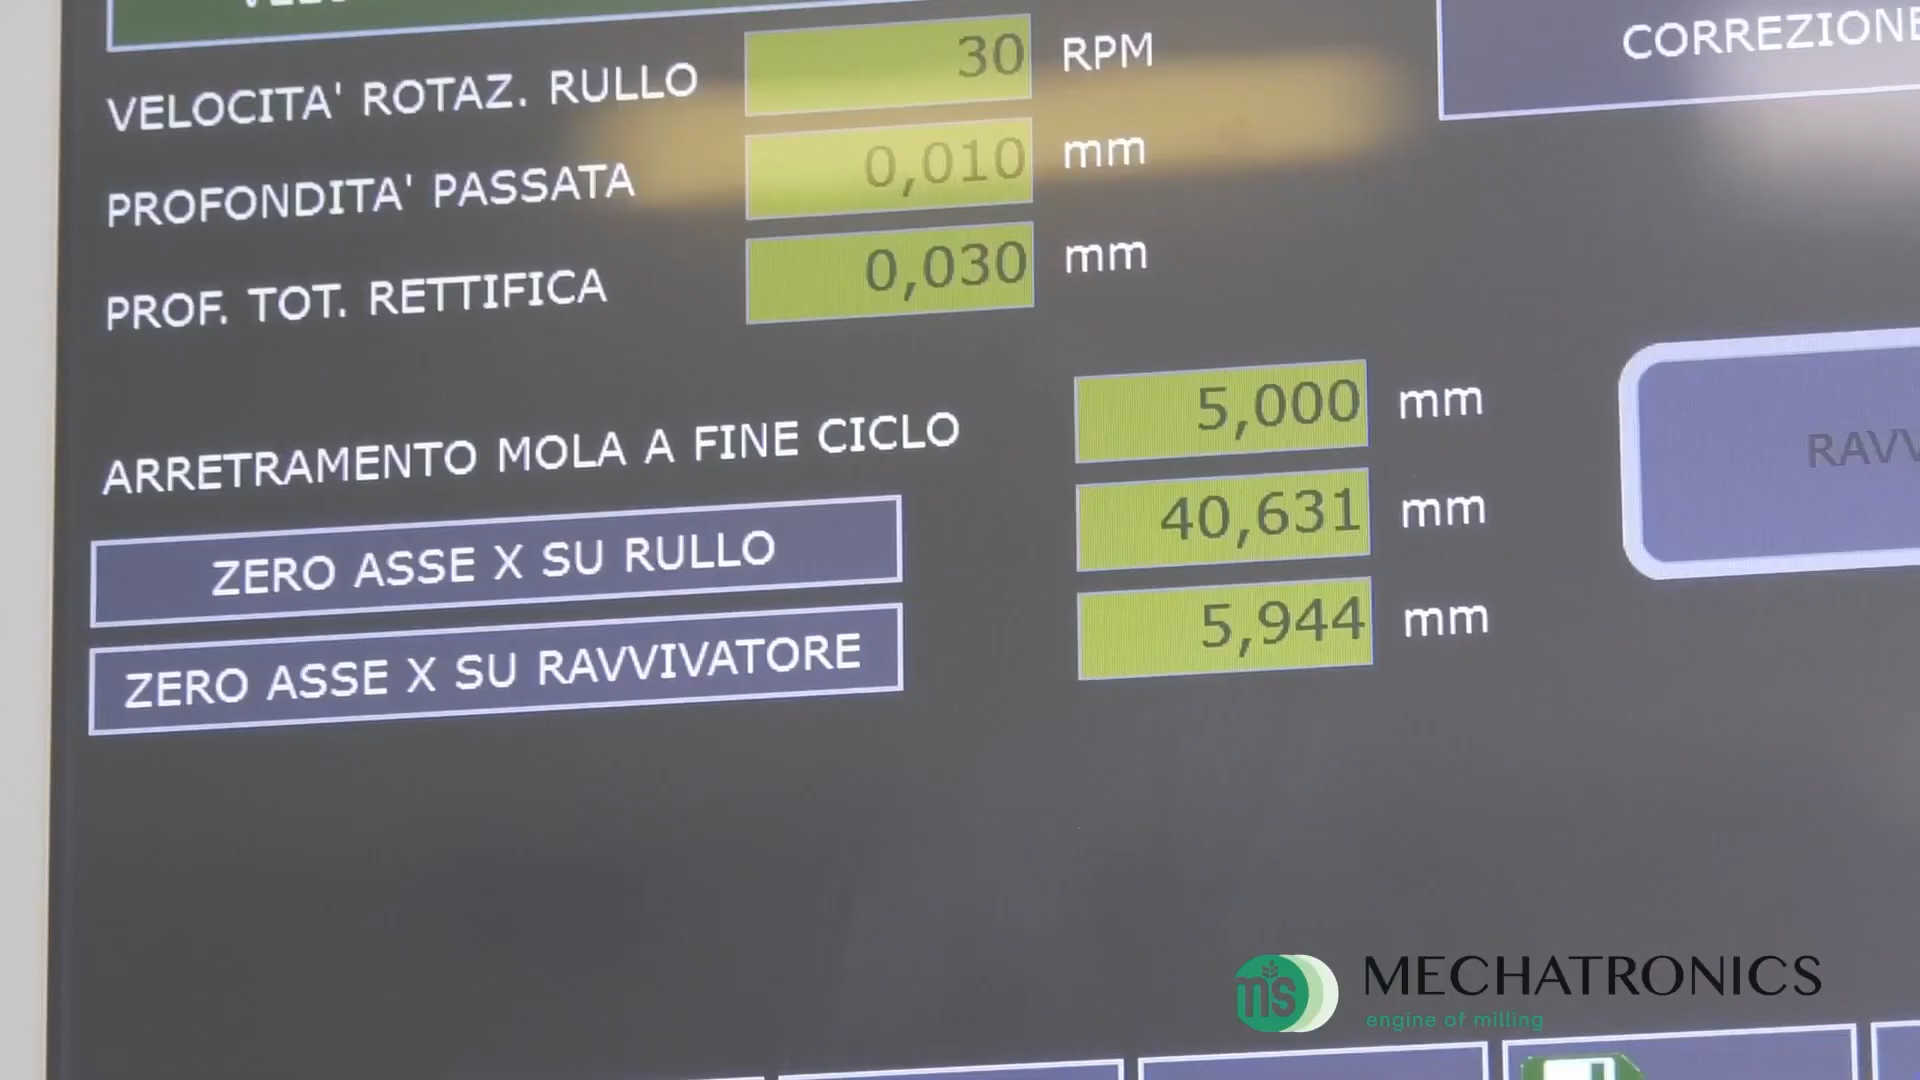 VELOCITA' ROTAZ. RULLO 30 RPM
CORREZIONE
PROFONDITA' PASSATA 0,010 mm
PROF. TOT. RETTIFICA 0,030 mm
ARRETRAMENTO MOLA A FINE CICLO 5,000 mm
ZERO ASSE X SU RULLO 40,631 mm
ZERO ASSE X SU RAVVIVATORE 5,944 mm
ms MECHATRONICS
engine of milling